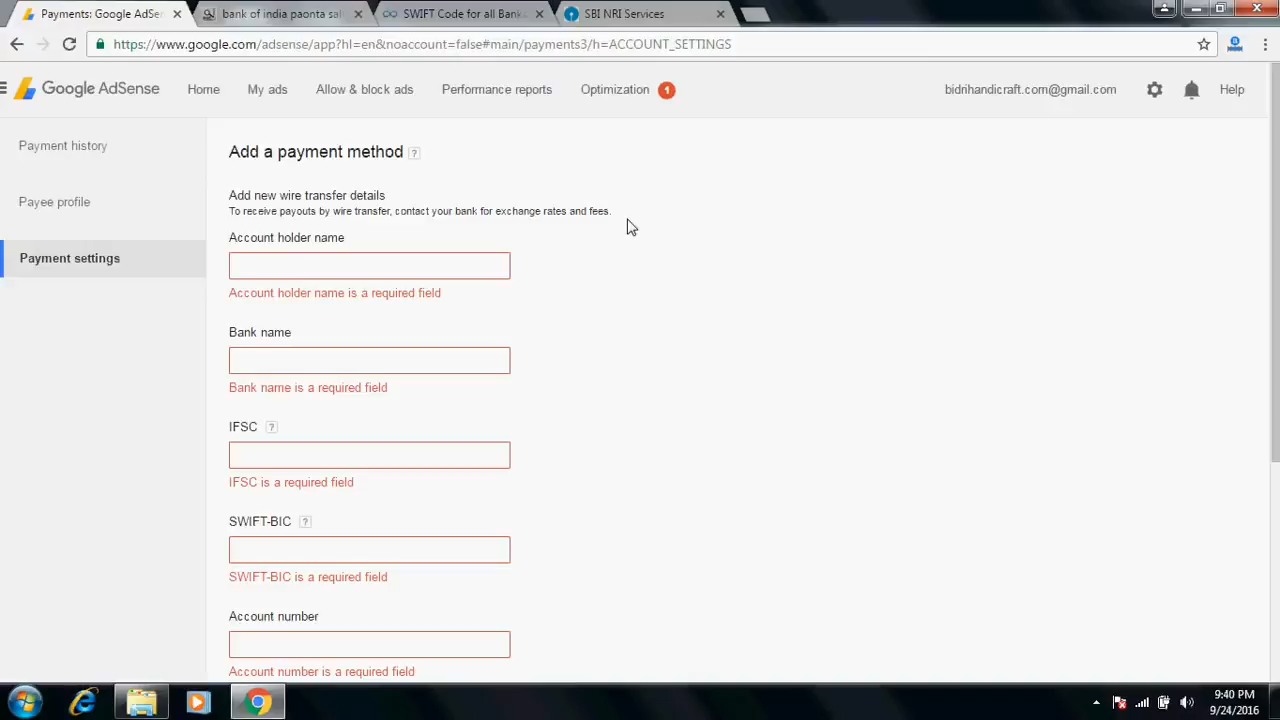 Payments: Google AdSen
bank of india paonta sal
SWIFT Code for all Bank
SBI NRI Services
https://www.google.com/adsense/app?hl=en&noaccount=false#main/payments3/h=ACCOUNT_SETTINGS
Google AdSense
Home
My ads
Allow & block ads
Performance reports
Optimization
1
bidrihandicraft.com@gmail.com
Help
Payment history
Payee profile
Payment settings
Add a payment method ?
Add new wire transfer details
To receive payouts by wire transfer, contact your bank for exchange rates and fees.
Account holder name
Account holder name is a required field
Bank name
Bank name is a required field
IFSC ?
IFSC is a required field
SWIFT-BIC ?
SWIFT-BIC is a required field
Account number
Account number is a required field
9:40 PM
9/24/2016